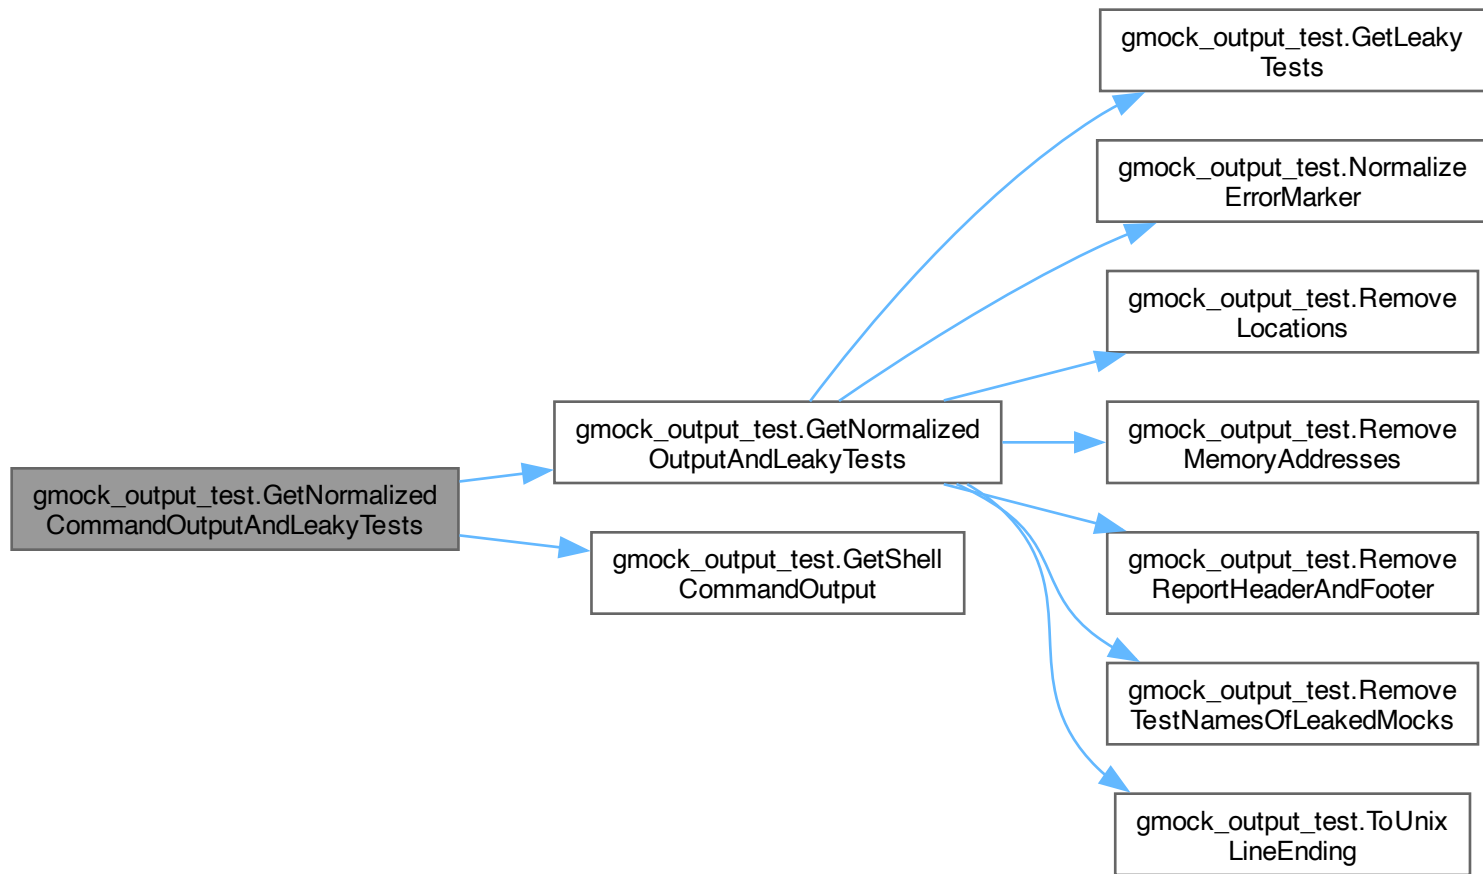 gmock_output_test.GetLeaky
Tests
gmock_output_test.Normalize
ErrorMarker
gmock_output_test.Remove
Locations
gmock_output_test.GetNormalized
OutputAndLeakyTests
gmock_output_test.Remove
MemoryAddresses
gmock_output_test.GetNormalized
CommandOutputAndLeakyTests
gmock_output_test.GetShell
CommandOutput
gmock_output_test.Remove
ReportHeaderAndFooter
gmock_output_test.Remove
TestNamesOfLeakedMocks
gmock_output_test.ToUnix
LineEnding